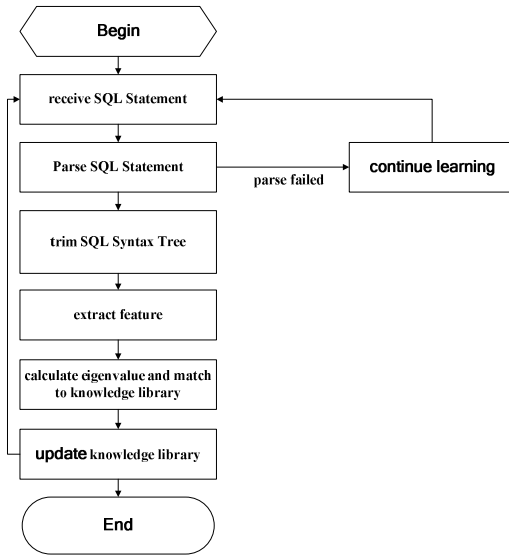 Begin
receive SQL Statement
Parse SQL Statement
parse failed
continue learning
trim SQL Syntax Tree
extract feature
calculate eigenvalue and match
to knowledge library
update knowledge library
End